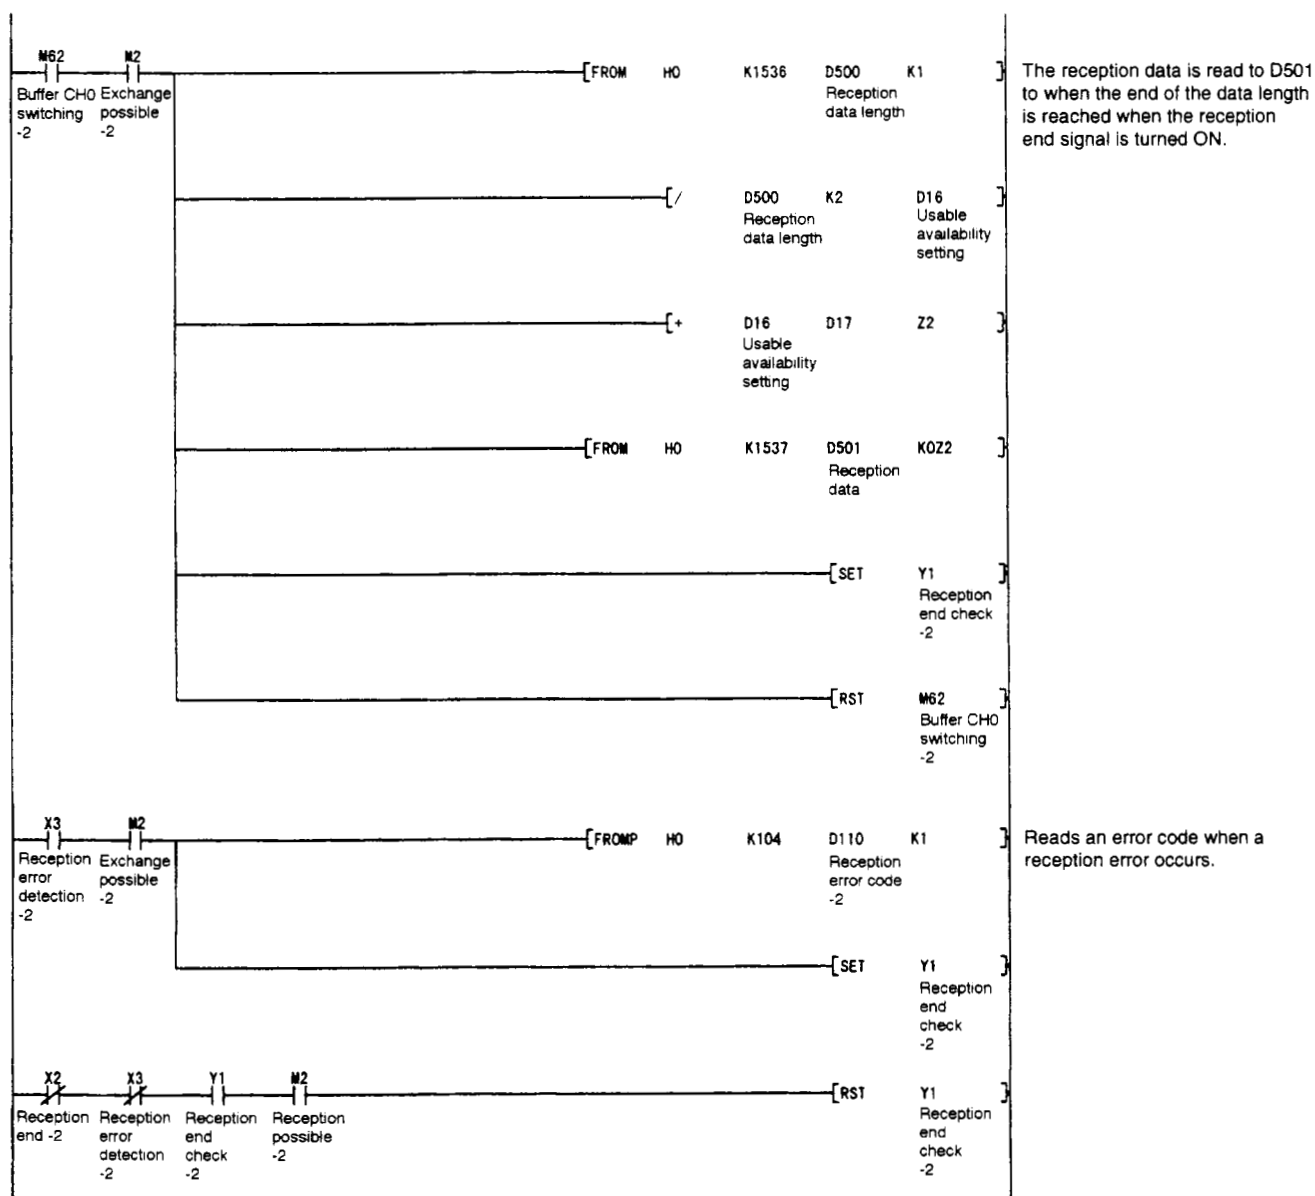 M62 M2 [FROM H0 K1536 D500 K1 ] The reception data is read to D501
Buffer CH0 Exchange Reception to when the end of the data length
switching possible data length is reached when the reception
-2 -2 end signal is turned ON.
[/ D500 K2 D16 ]
Reception Usable
data length availability
setting
[+ D16 D17 Z2 ]
Usable
availability
setting
[FROM H0 K1537 D501 K0Z2 ]
Reception
data
[SET Y1 ]
Reception
end check
-2
[RST M62 ]
Buffer CH0
switching
-2
X3 M2 [FROMP H0 K104 D110 K1 ] Reads an error code when a
Reception Exchange Reception reception error occurs.
error possible error code
detection -2 -2
-2
[SET Y1 ]
Reception
end
check
-2
X2 X3 Y1 M2 [RST Y1 ]
Reception Reception Reception Reception Reception
end -2 error end possible end
detection check -2 check
-2 -2 -2